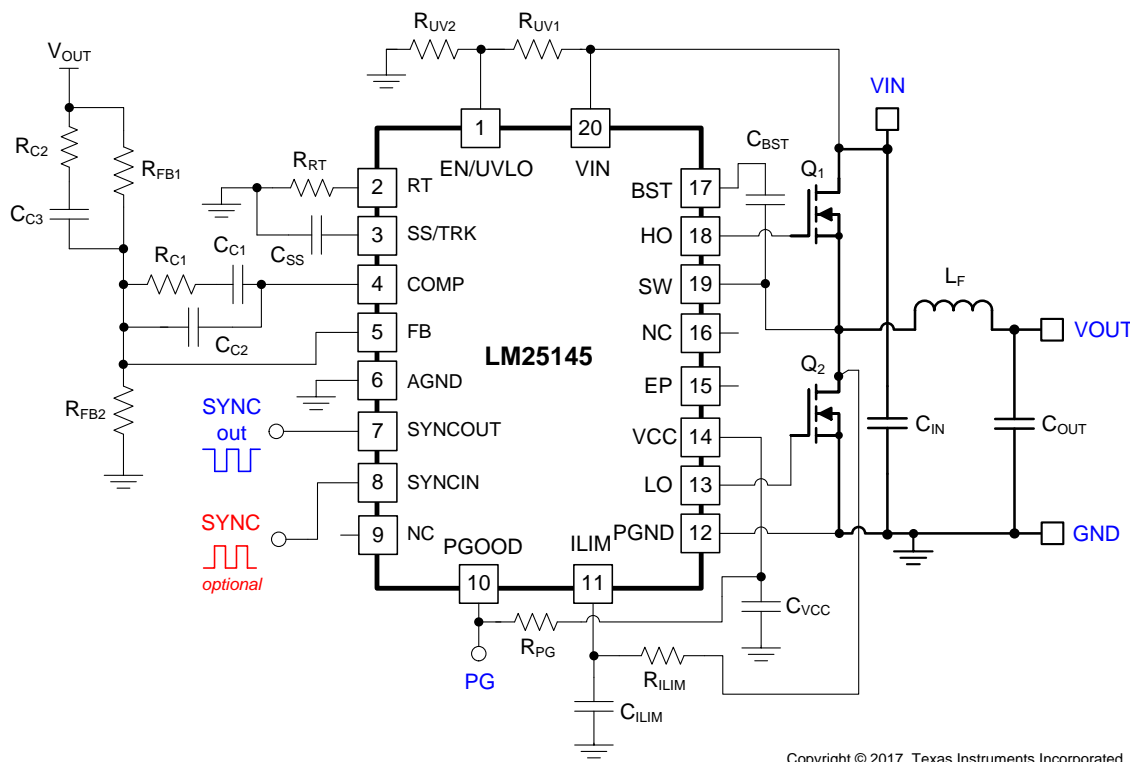 RUV2
RUV1
VOUT
VIN
1
20
EN/UVLO
VIN
CBST
RC2
RFB1
RRT
2
RT
BST
17
Q1
CC3
3
SS/TRK
HO
18
CSS
RC1
CC1
4
COMP
SW
19
LF
CC2
5
FB
NC
16
VOUT
LM25145
Q2
6
AGND
EP
15
RFB2
SYNC
out
7
SYNCOUT
VCC
14
CIN
COUT
8
SYNCIN
LO
13
SYNC
optional
9
NC
PGOOD
ILIM
PGND
12
GND
10
11
CVCC
RPG
PG
RILIM
CILIM
Copyright © 2017, Texas Instruments Incorporated